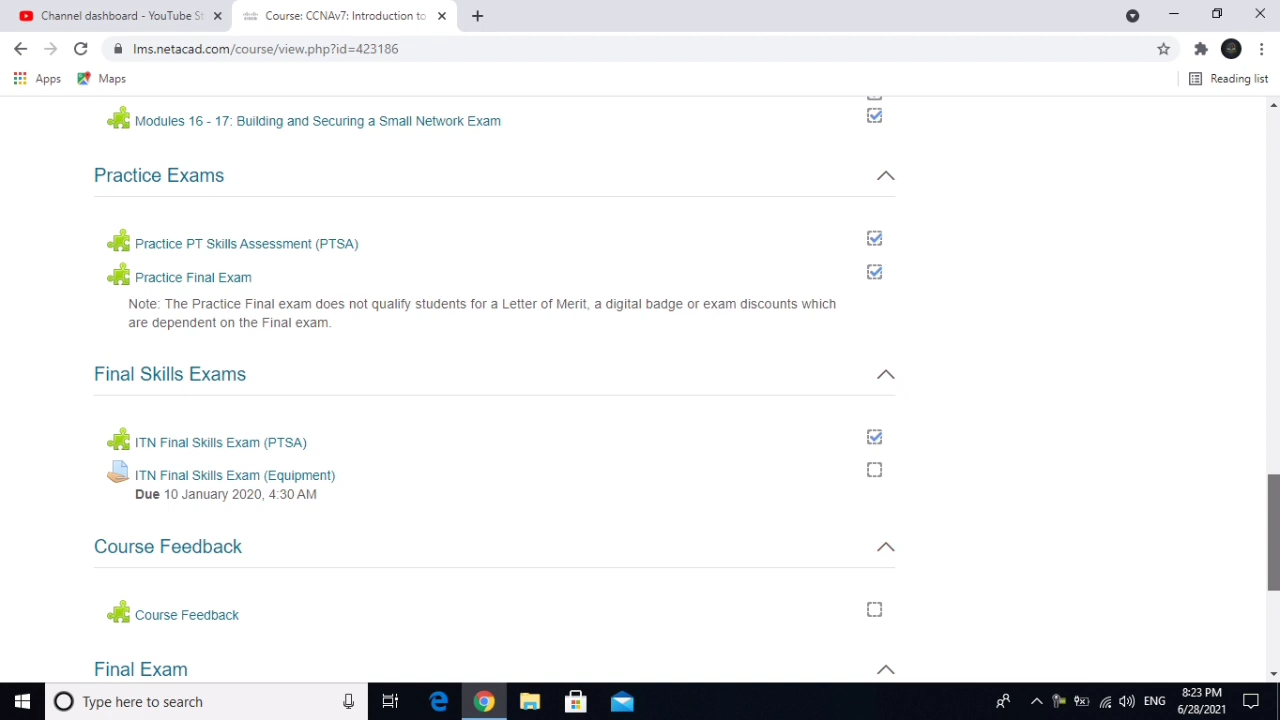 Channel dashboard - YouTube St
Course: CCNAv7: Introduction to
lms.netacad.com/course/view.php?id=423186
Apps
Maps
Reading list
Modules 16 - 17: Building and Securing a Small Network Exam
Practice Exams
Practice PT Skills Assessment (PTSA)
Practice Final Exam
Note: The Practice Final exam does not qualify students for a Letter of Merit, a digital badge or exam discounts which
are dependent on the Final exam.
Final Skills Exams
ITN Final Skills Exam (PTSA)
ITN Final Skills Exam (Equipment)
Due 10 January 2020, 4:30 AM
Course Feedback
Course Feedback
Final Exam
Type here to search
ENG
8:23 PM
6/28/2021